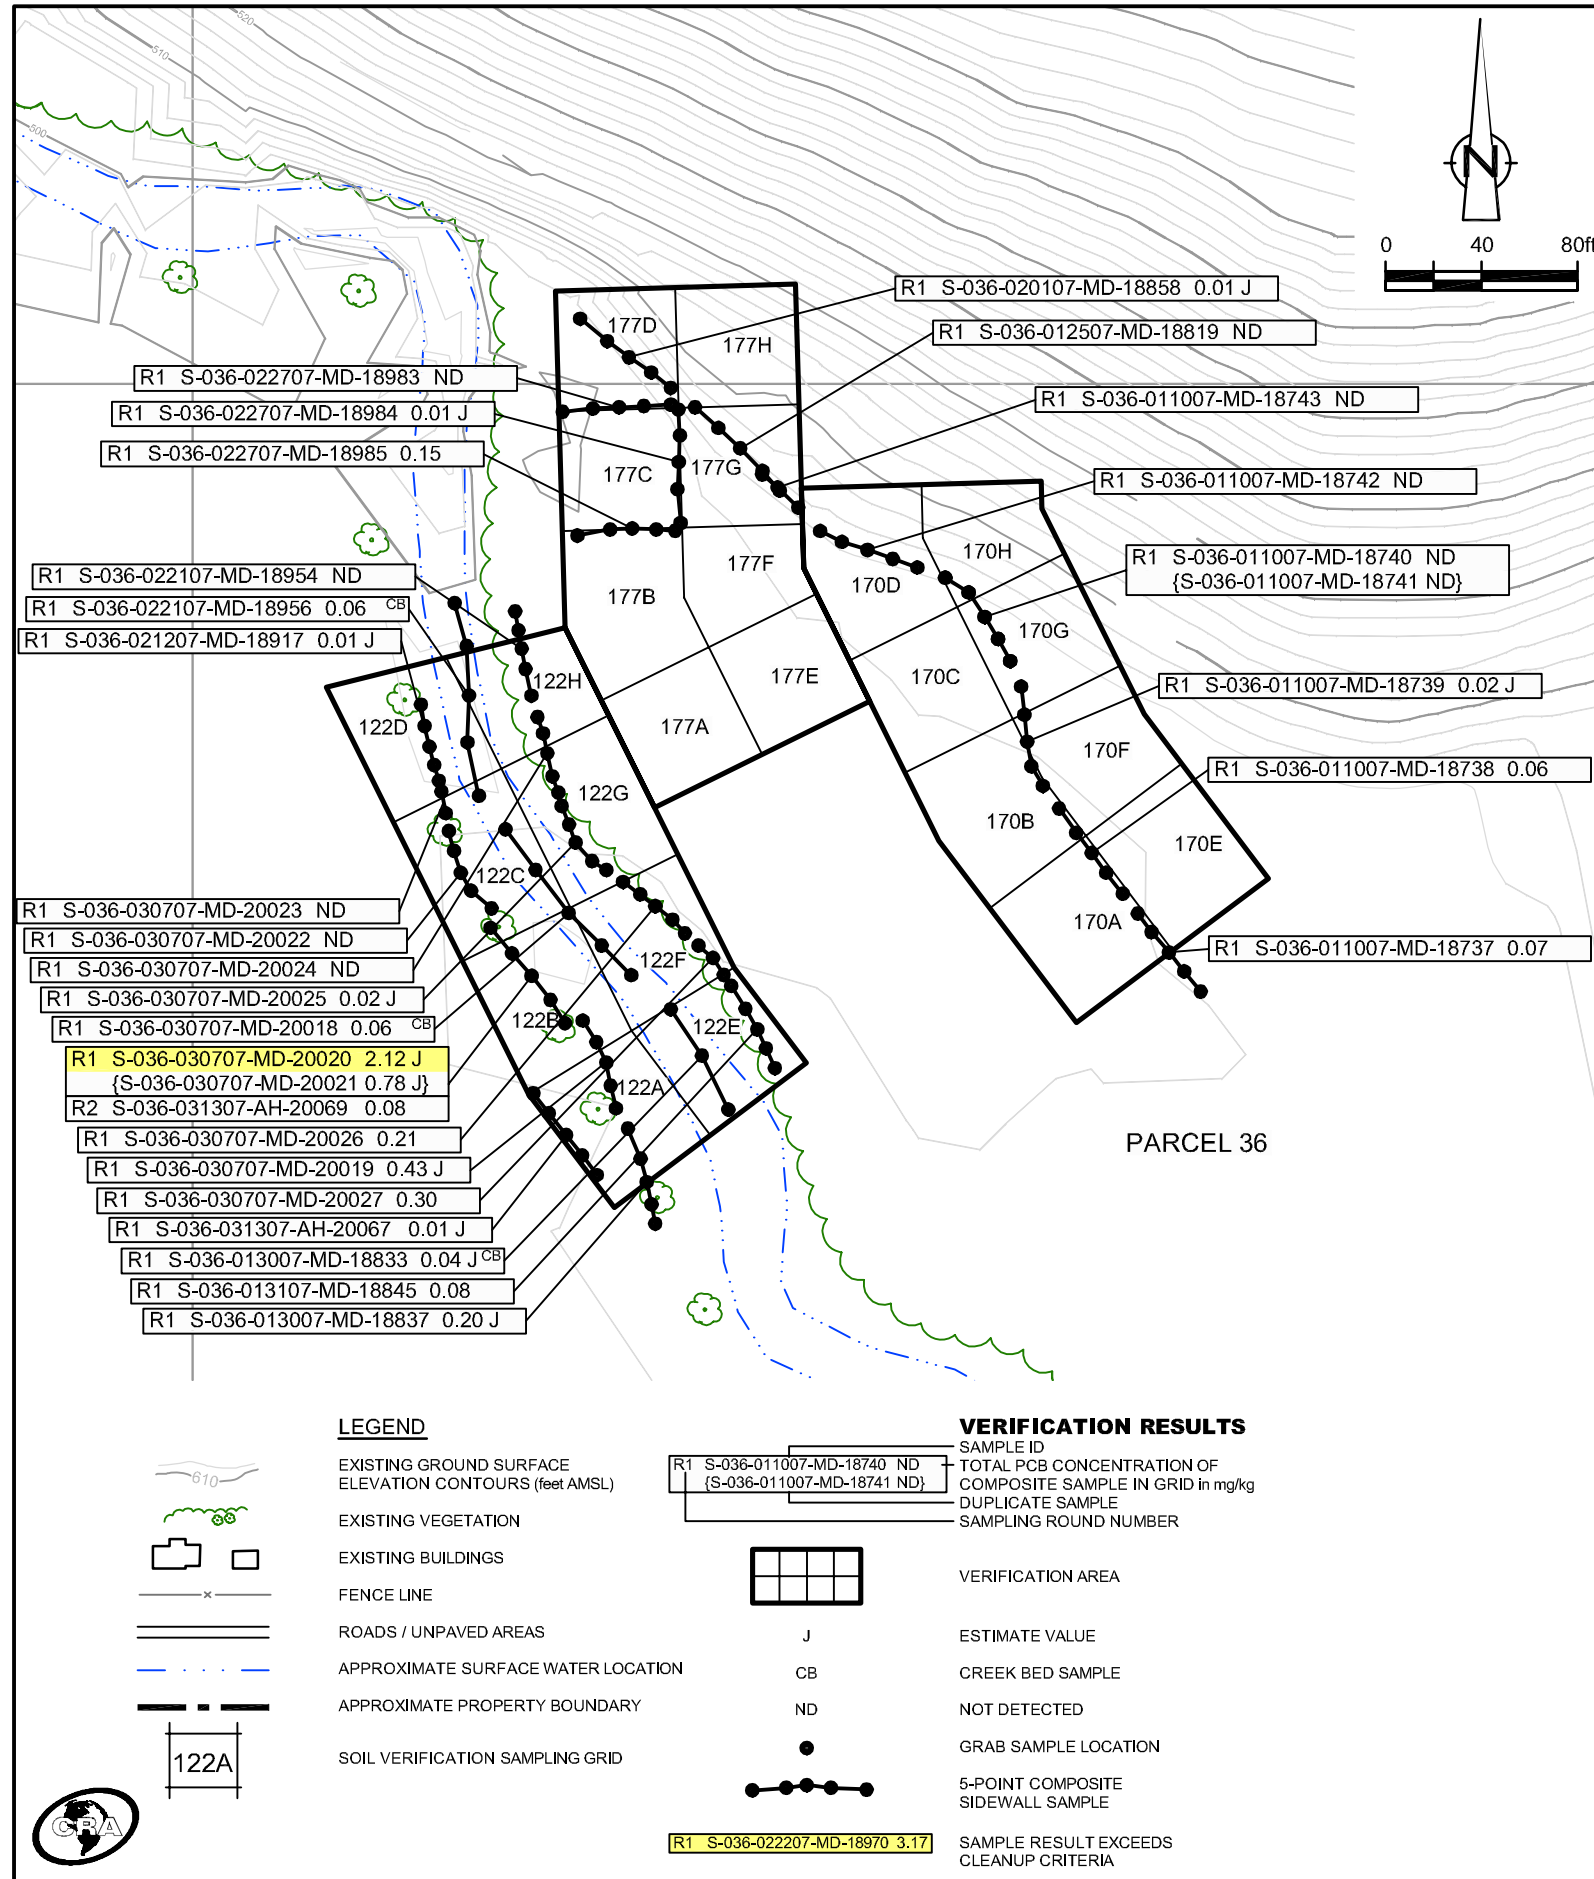 520
510
500
N
0 40 80ft
R1 S-036-020107-MD-18858 0.01 J
177D
R1 S-036-012507-MD-18819 ND
177H
R1 S-036-022707-MD-18983 ND
R1 S-036-011007-MD-18743 ND
R1 S-036-022707-MD-18984 0.01 J
R1 S-036-022707-MD-18985 0.15
177C
177G
R1 S-036-011007-MD-18742 ND
170H
R1 S-036-011007-MD-18740 ND
{S-036-011007-MD-18741 ND}
177F
170D
R1 S-036-022107-MD-18954 ND
177B
R1 S-036-022107-MD-18956 0.06 CB
170G
R1 S-036-021207-MD-18917 0.01 J
177E
170C
122H
R1 S-036-011007-MD-18739 0.02 J
122D
177A
170F
R1 S-036-011007-MD-18738 0.06
122G
170B
170E
122C
R1 S-036-030707-MD-20023 ND
170A
R1 S-036-030707-MD-20022 ND
R1 S-036-011007-MD-18737 0.07
R1 S-036-030707-MD-20024 ND
122F
R1 S-036-030707-MD-20025 0.02 J
122B
122E
R1 S-036-030707-MD-20018 0.06 CB
R1 S-036-030707-MD-20020 2.12 J
{S-036-030707-MD-20021 0.78 J}
122A
R2 S-036-031307-AH-20069 0.08
R1 S-036-030707-MD-20026 0.21
PARCEL 36
R1 S-036-030707-MD-20019 0.43 J
R1 S-036-030707-MD-20027 0.30
R1 S-036-031307-AH-20067 0.01 J
R1 S-036-013007-MD-18833 0.04 J CB
R1 S-036-013107-MD-18845 0.08
R1 S-036-013007-MD-18837 0.20 J
LEGEND
610
EXISTING GROUND SURFACE
ELEVATION CONTOURS (feet AMSL)
EXISTING VEGETATION
EXISTING BUILDINGS
x
FENCE LINE
ROADS / UNPAVED AREAS
APPROXIMATE SURFACE WATER LOCATION
APPROXIMATE PROPERTY BOUNDARY
122A
SOIL VERIFICATION SAMPLING GRID
CRA
VERIFICATION RESULTS
SAMPLE ID
R1 S-036-011007-MD-18740 ND
{S-036-011007-MD-18741 ND}
TOTAL PCB CONCENTRATION OF
COMPOSITE SAMPLE IN GRID in mg/kg
DUPLICATE SAMPLE
SAMPLING ROUND NUMBER
VERIFICATION AREA
J ESTIMATE VALUE
CB CREEK BED SAMPLE
ND NOT DETECTED
GRAB SAMPLE LOCATION
5-POINT COMPOSITE
SIDEWALL SAMPLE
R1 S-036-022207-MD-18970 3.17
SAMPLE RESULT EXCEEDS
CLEANUP CRITERIA